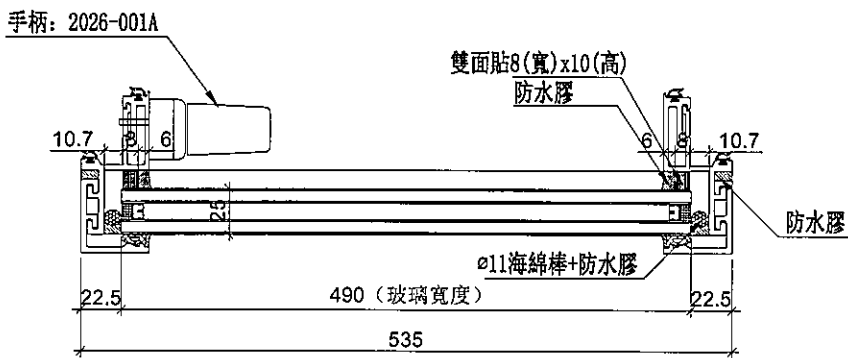 手柄：2026-001A
雙面貼8(寬)x10(高)
防水膠
10.7
8
6
6
8
10.7
25
防水膠
ø11海綿棒+防水膠
22.5
490（玻璃宽度）
22.5
535